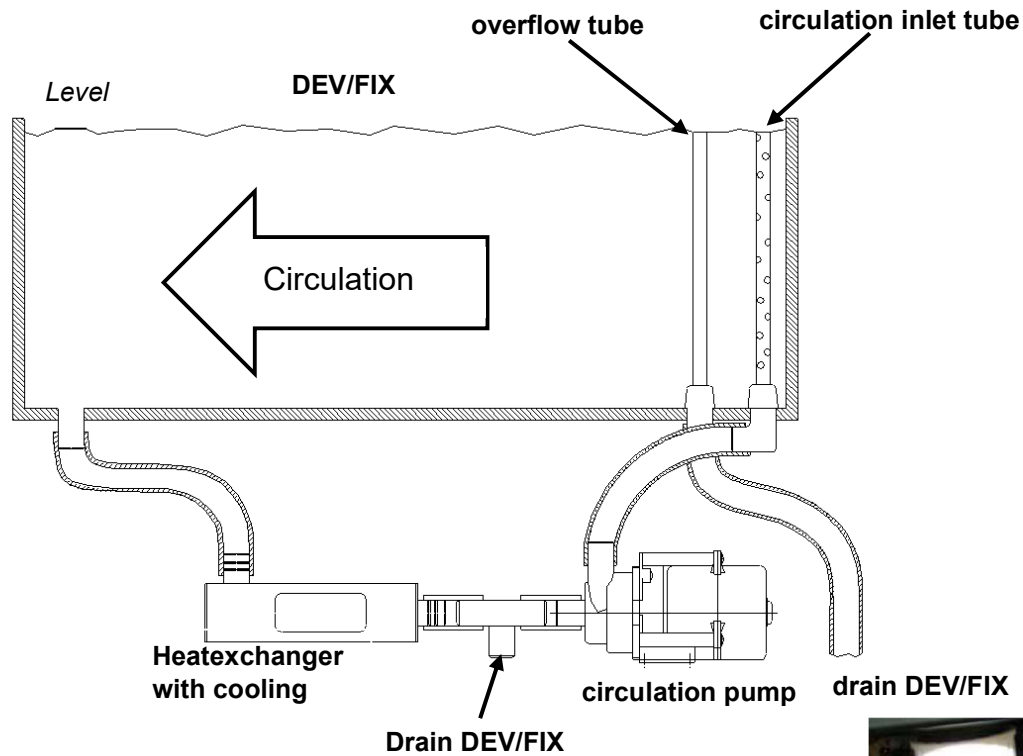 overflow tube
circulation inlet tube
Level
DEV/FIX
Circulation
Heatexchanger
with cooling
circulation pump
drain DEV/FIX
Drain DEV/FIX